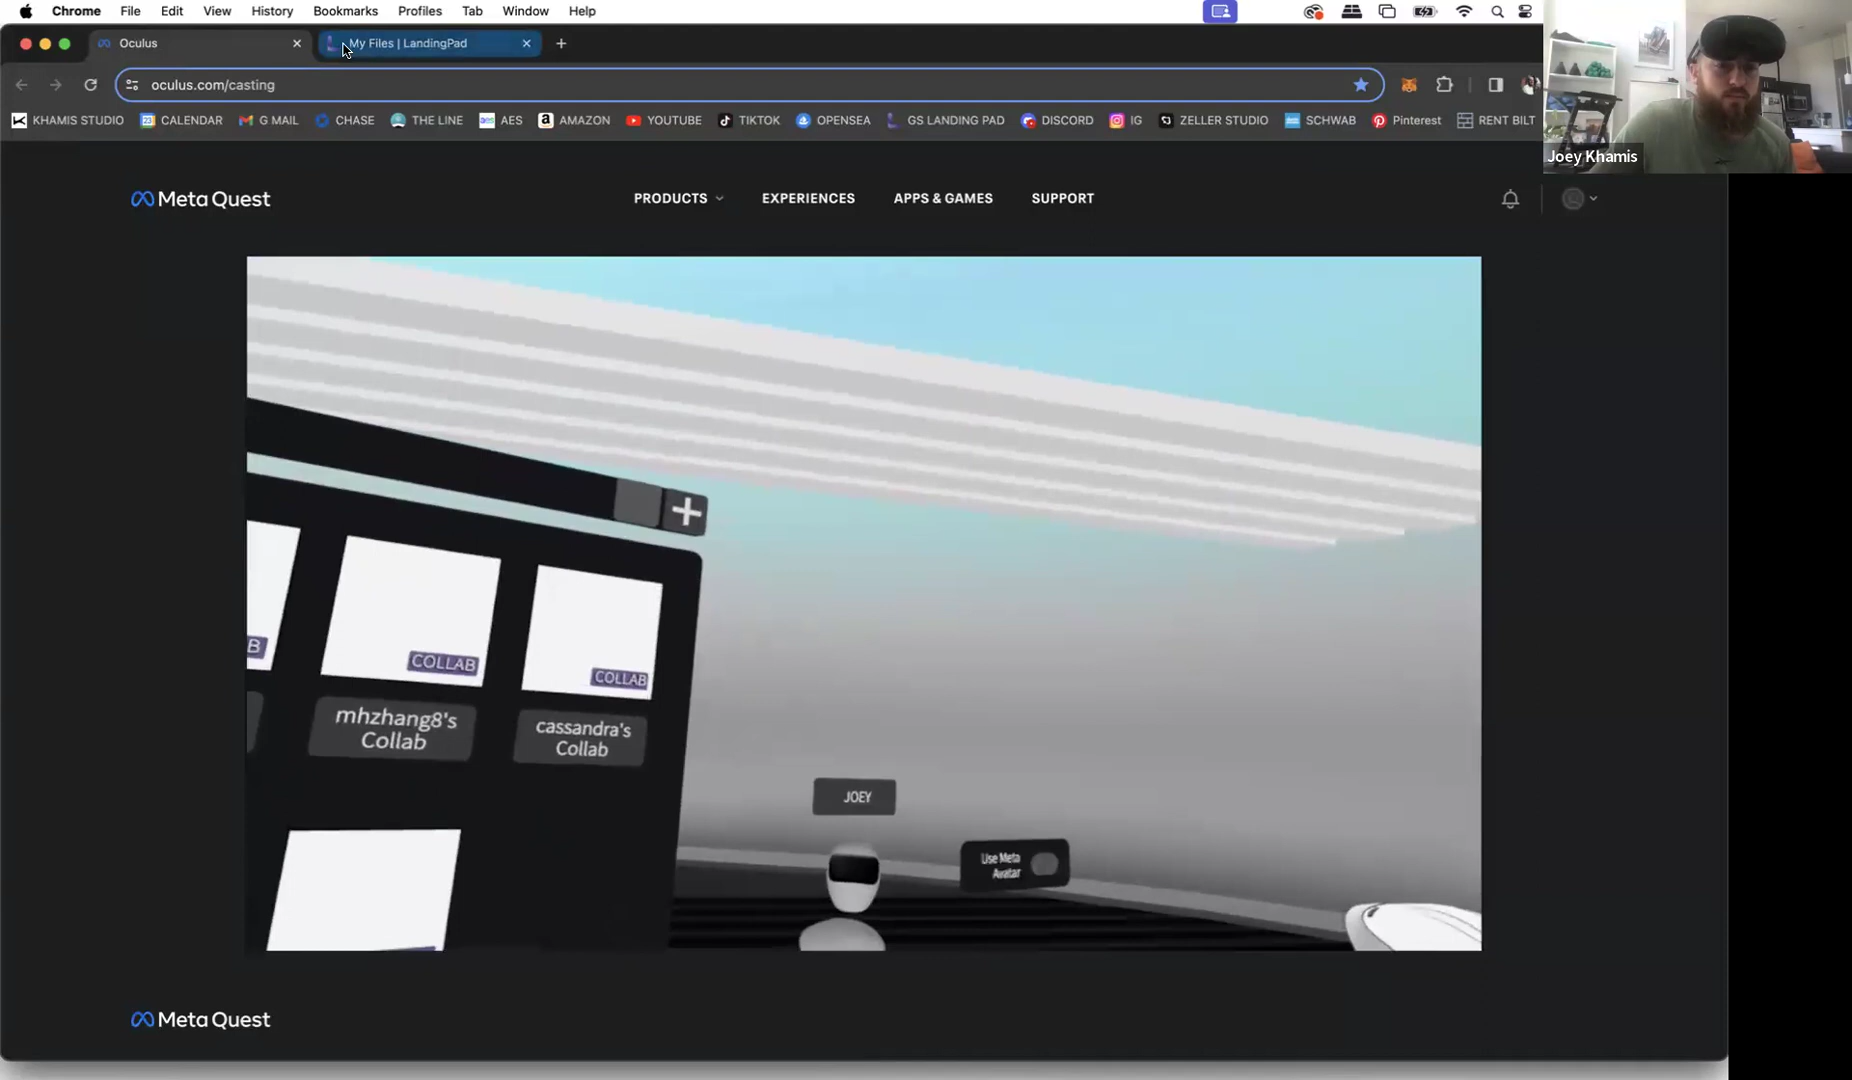 Chrome File Edit View History Bookmarks Profiles Tab Window Help
Oculus
My Files | LandingPad
oculus.com/casting
KHAMIS STUDIO CALENDAR G MAIL CHASE THE LINE AES AMAZON YOUTUBE TIKTOK OPENSEA GS LANDING PAD DISCORD IG ZELLER STUDIO SCHWAB Pinterest RENT BILT
Joey Khamis
Meta Quest
PRODUCTS EXPERIENCES APPS & GAMES SUPPORT
B
COLLAB
COLLAB
mhzhang8's
Collab
cassandra's
Collab
JOEY
Use Meta
Avatar
Meta Quest